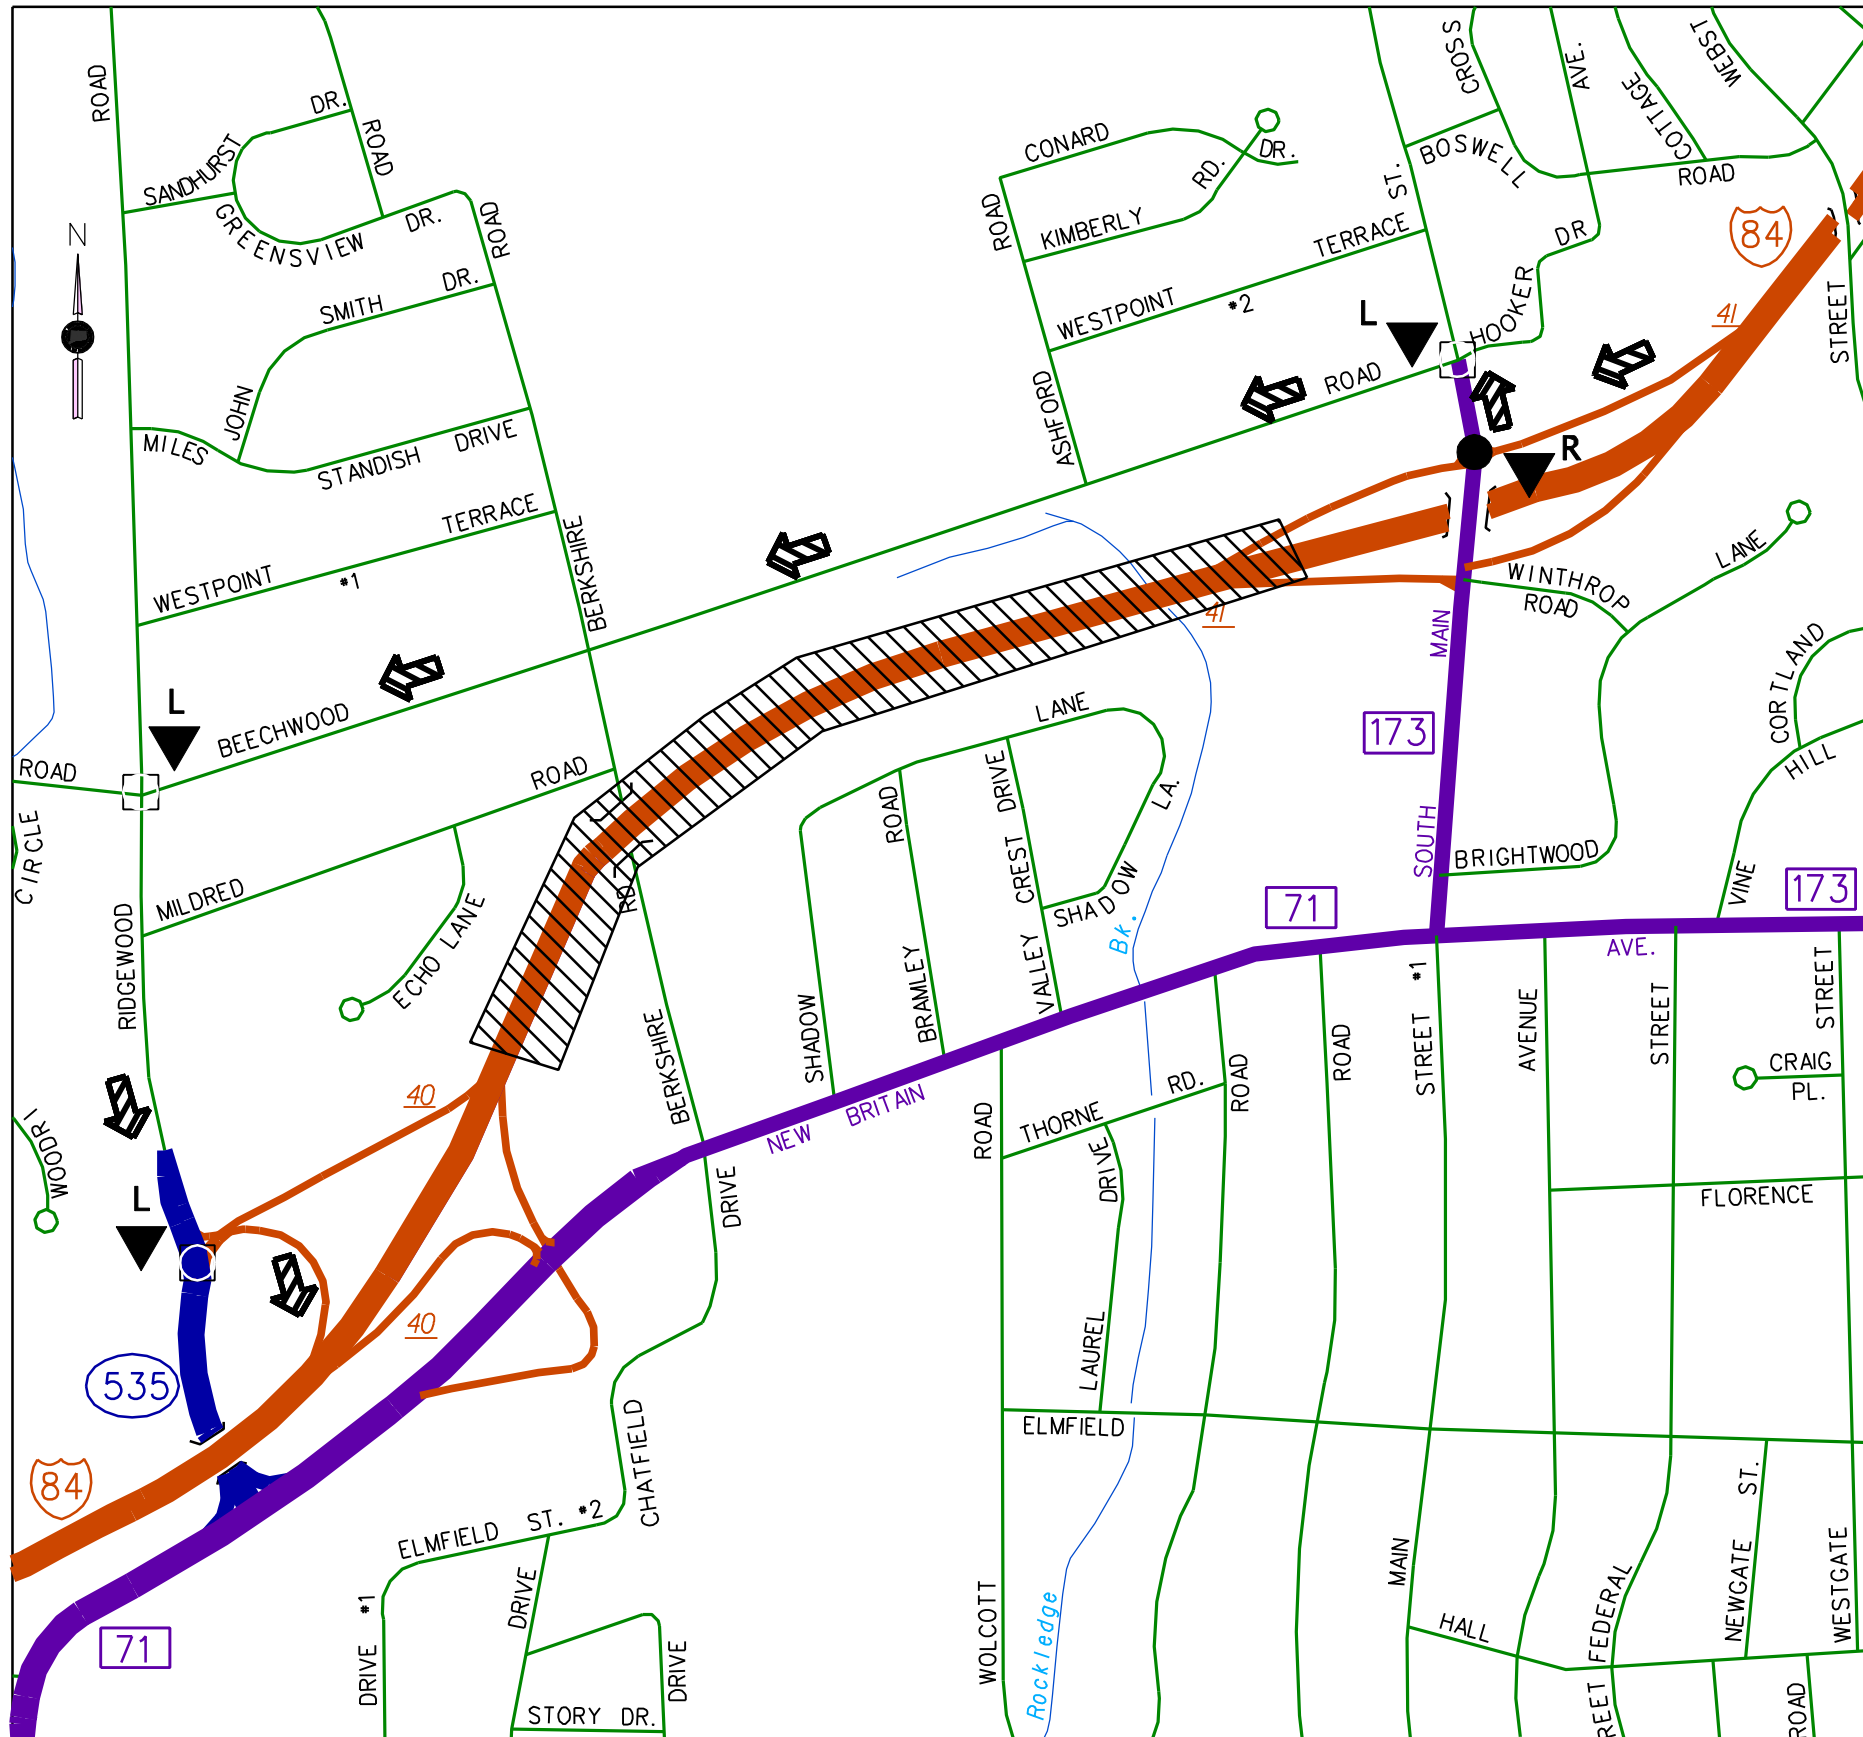 ROAD
DR.
SANDHURST
ROAD
GREENSVIEW DR.
ROAD
N
SMITH DR.
JOHN
MILES
STANDISH DRIVE
TERRACE
WESTPOINT
#1
BERKSHIRE
CONARD
DR.
RD.
KIMBERLY
ROAD
TERRACE
WESTPOINT
#2
ASHFORD
ROAD
ST.
CROSS
AVE.
COTTAGE
WEBST
BOSWELL
ROAD
DR
HOOKER
84
41
STREET
L
R
LANE
WINTHROP
ROAD
41
MAIN
CORTLAND
HILL
173
SOUTH
BRIGHTWOOD
VINE
173
L
BEECHWOOD
ROAD
CIRCLE
ROAD
MILDRED
RIDGEWOOD
ECHO LANE
RD
LANE
ROAD
DRIVE
CREST
VALLEY
LA.
SHADOW
BRAMLEY
SHADOW
Bk.
71
AVE.
#1
STREET
AVENUE
STREET
STREET
CRAIG
PL.
BERKSHIRE
40
WOODRI
L
NEW BRITAIN
DRIVE
ROAD
THORNE RD.
ROAD
ROAD
DRIVE
FLORENCE
40
535
LAUREL
ELMFIELD
84
CHATFIELD
ELMFIELD ST. #2
ST.
DRIVE
#1
DRIVE
DRIVE
STORY DR.
71
WOLCOTT
Rockledge
MAIN
HALL
FEDERAL
REET
NEWGATE
WESTGATE
ROAD